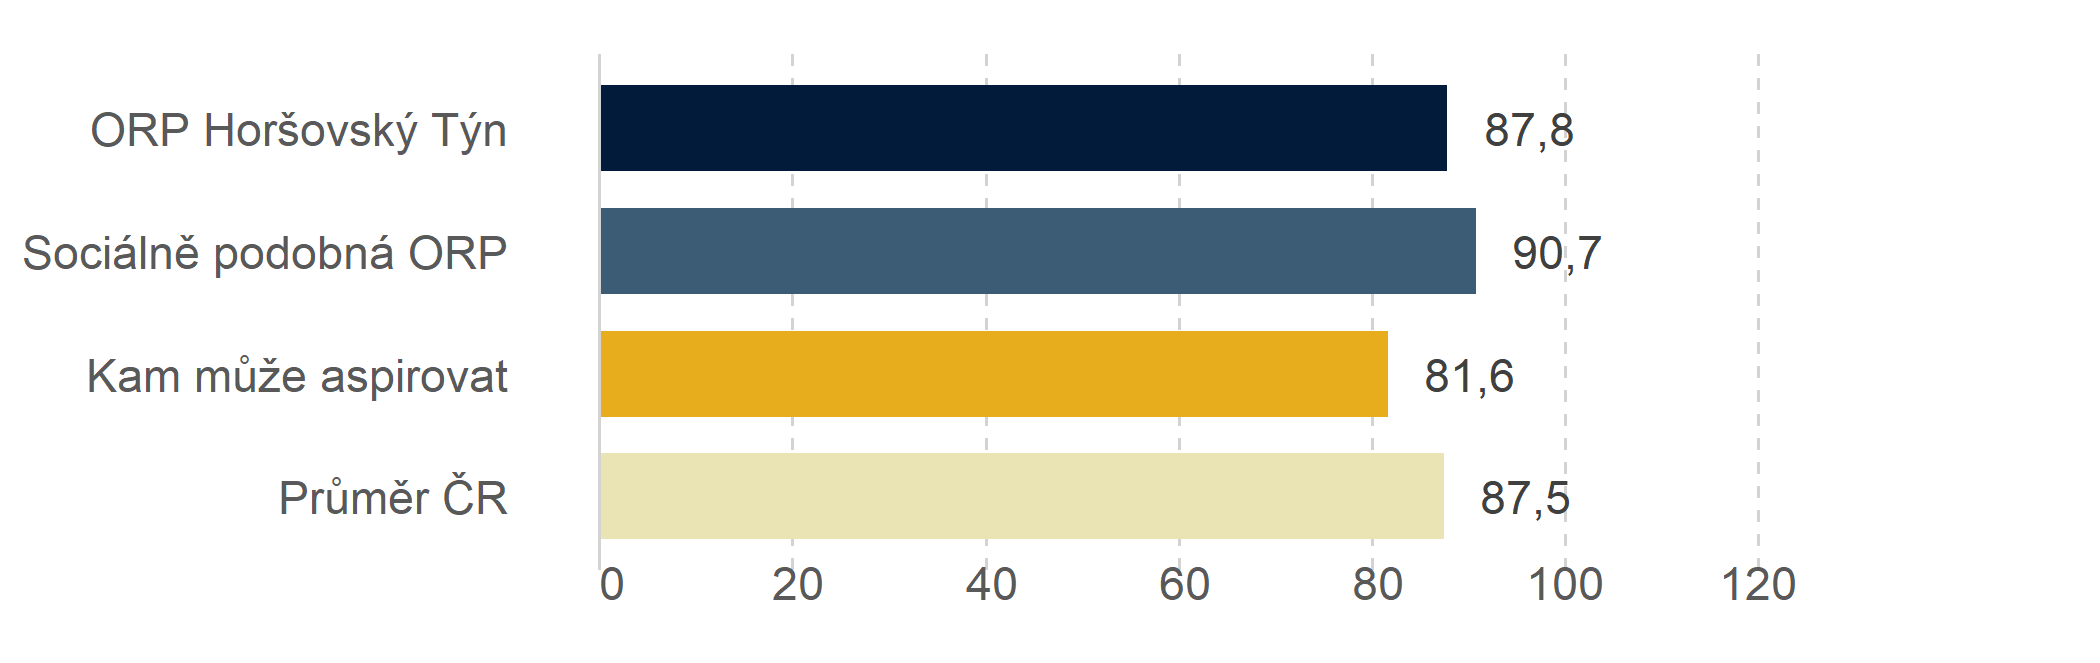 ORP Horšovský Týn 87,8
Sociálně podobná ORP 90,7
Kam může aspirovat 81,6
Průměr ČR 87,5
0 20 40 60 80 100 120